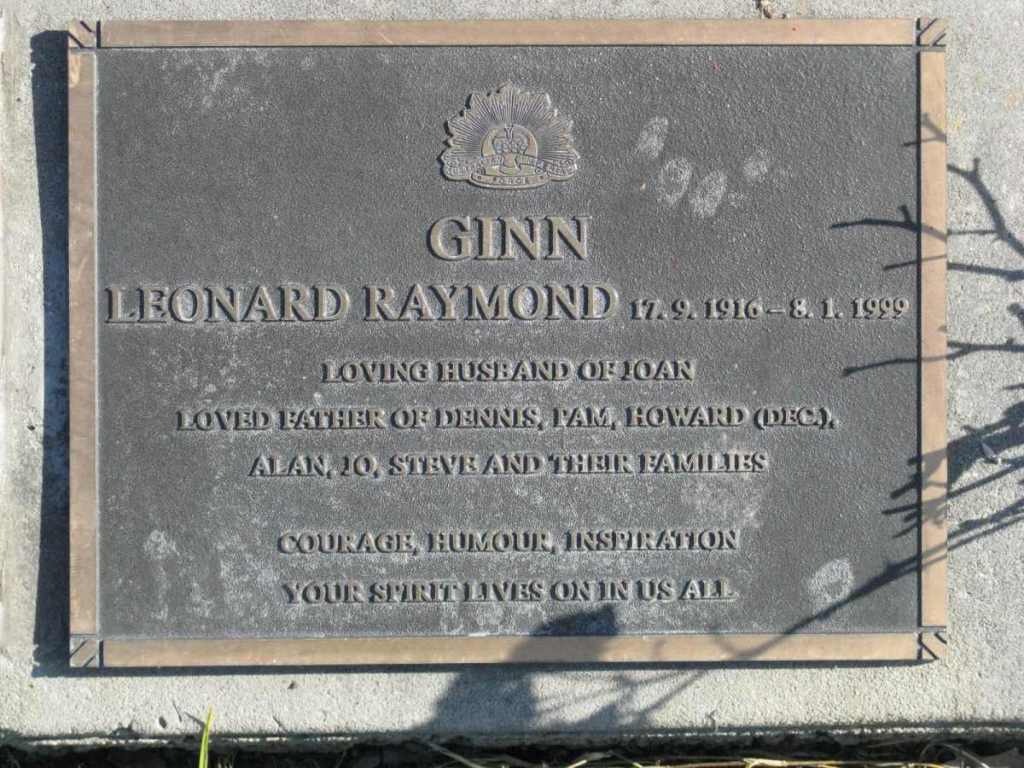 GINN
LEONARD RAYMOND 17. 9. 1916 – 8. 1. 1999
LOVING HUSBAND OF JOAN
LOVED FATHER OF DENNIS, PAM, HOWARD (DEC.),
ALAN, JO, STEVE AND THEIR FAMILIES
COURAGE, HUMOUR, INSPIRATION
YOUR SPIRIT LIVES ON IN US ALL